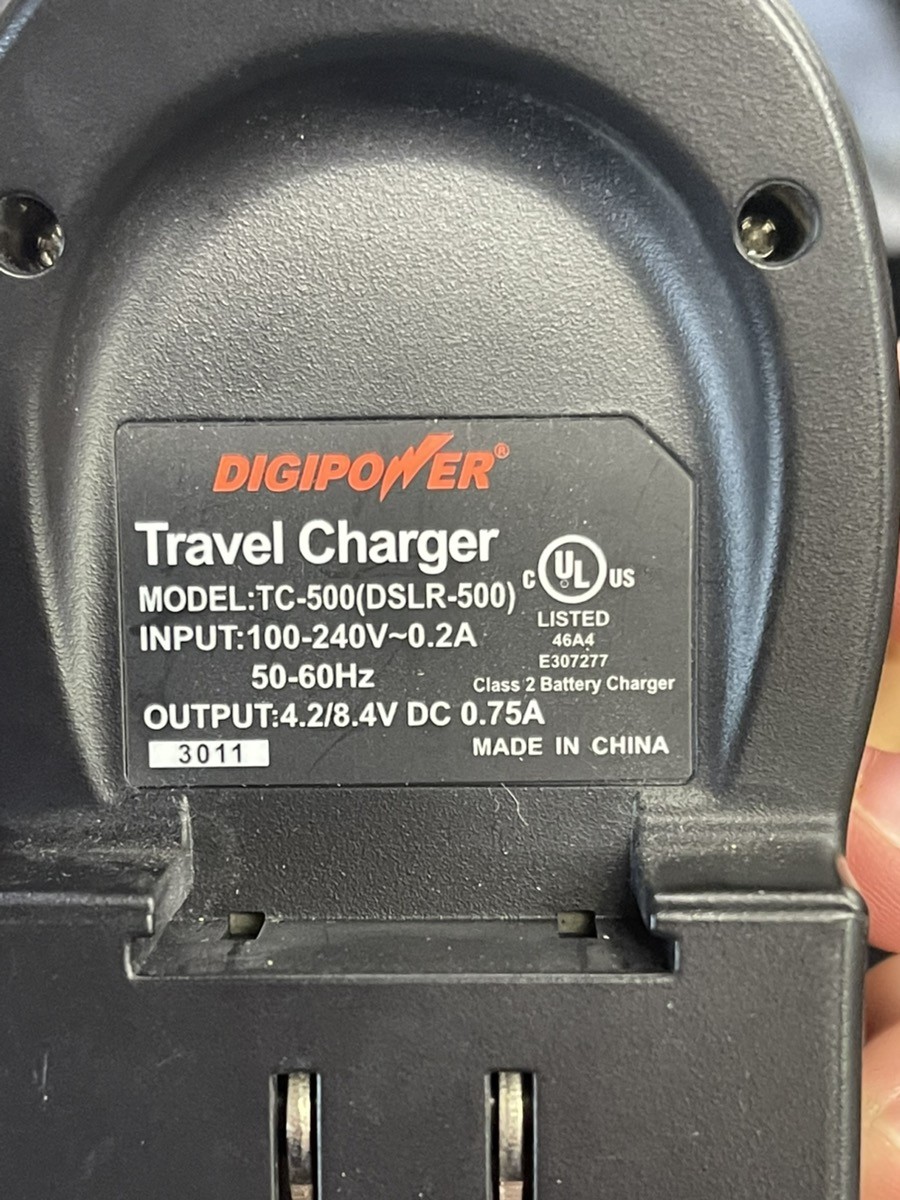 DIGIPOWER®
Travel Charger
MODEL:TC-500(DSLR-500)
INPUT:100-240V~0.2A
50-60Hz
OUTPUT:4.2/8.4V DC 0.75A
3011
C UL US
LISTED
46A4
E307277
Class 2 Battery Charger
MADE IN CHINA